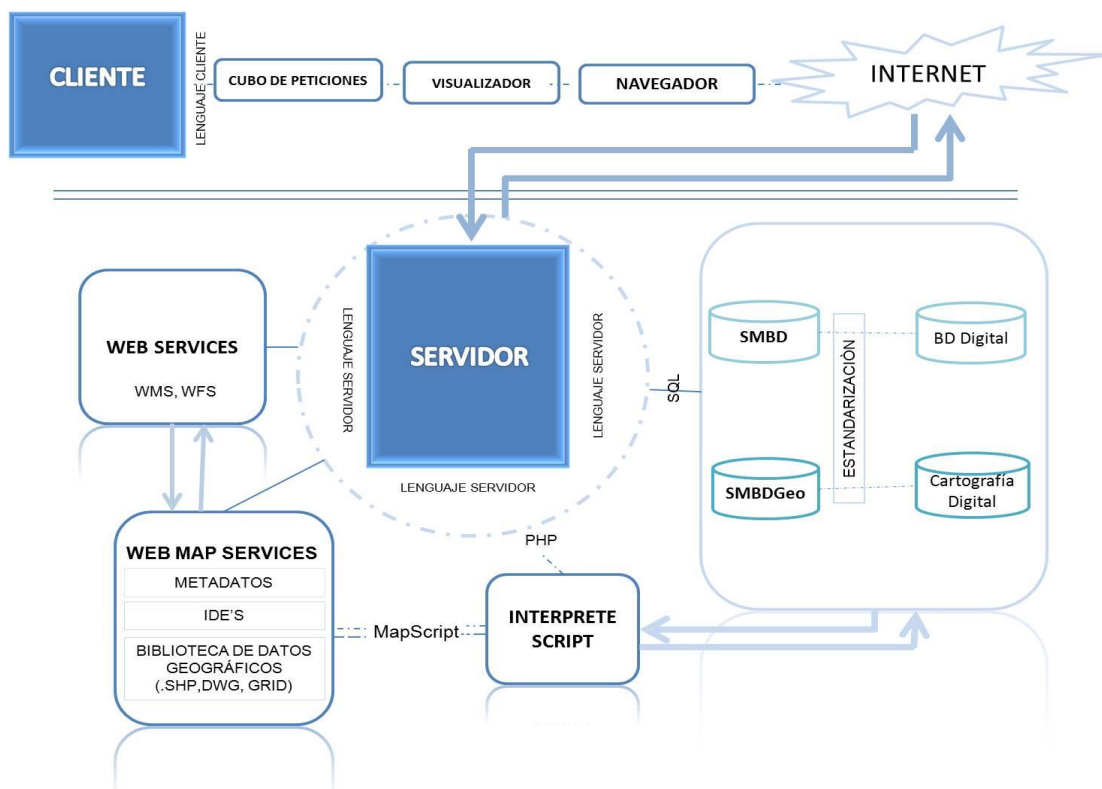 CLIENTE
LENGUAJE CLIENTE
CUBO DE PETICIONES
VISUALIZADOR
NAVEGADOR
INTERNET
WEB SERVICES
WMS, WFS
LENGUAJE SERVIDOR
SERVIDOR
LENGUAJE SERVIDOR
LENGUAJE SERVIDOR
SQL
SMBD
ESTANDARIZACIÒN
BD Digital
SMBDGeo
Cartografía
Digital
WEB MAP SERVICES
METADATOS
IDE'S
BIBLIOTECA DE DATOS
GEOGRÁFICOS
(.SHP,DWG, GRID)
MapScript
PHP
INTERPRETE
SCRIPT